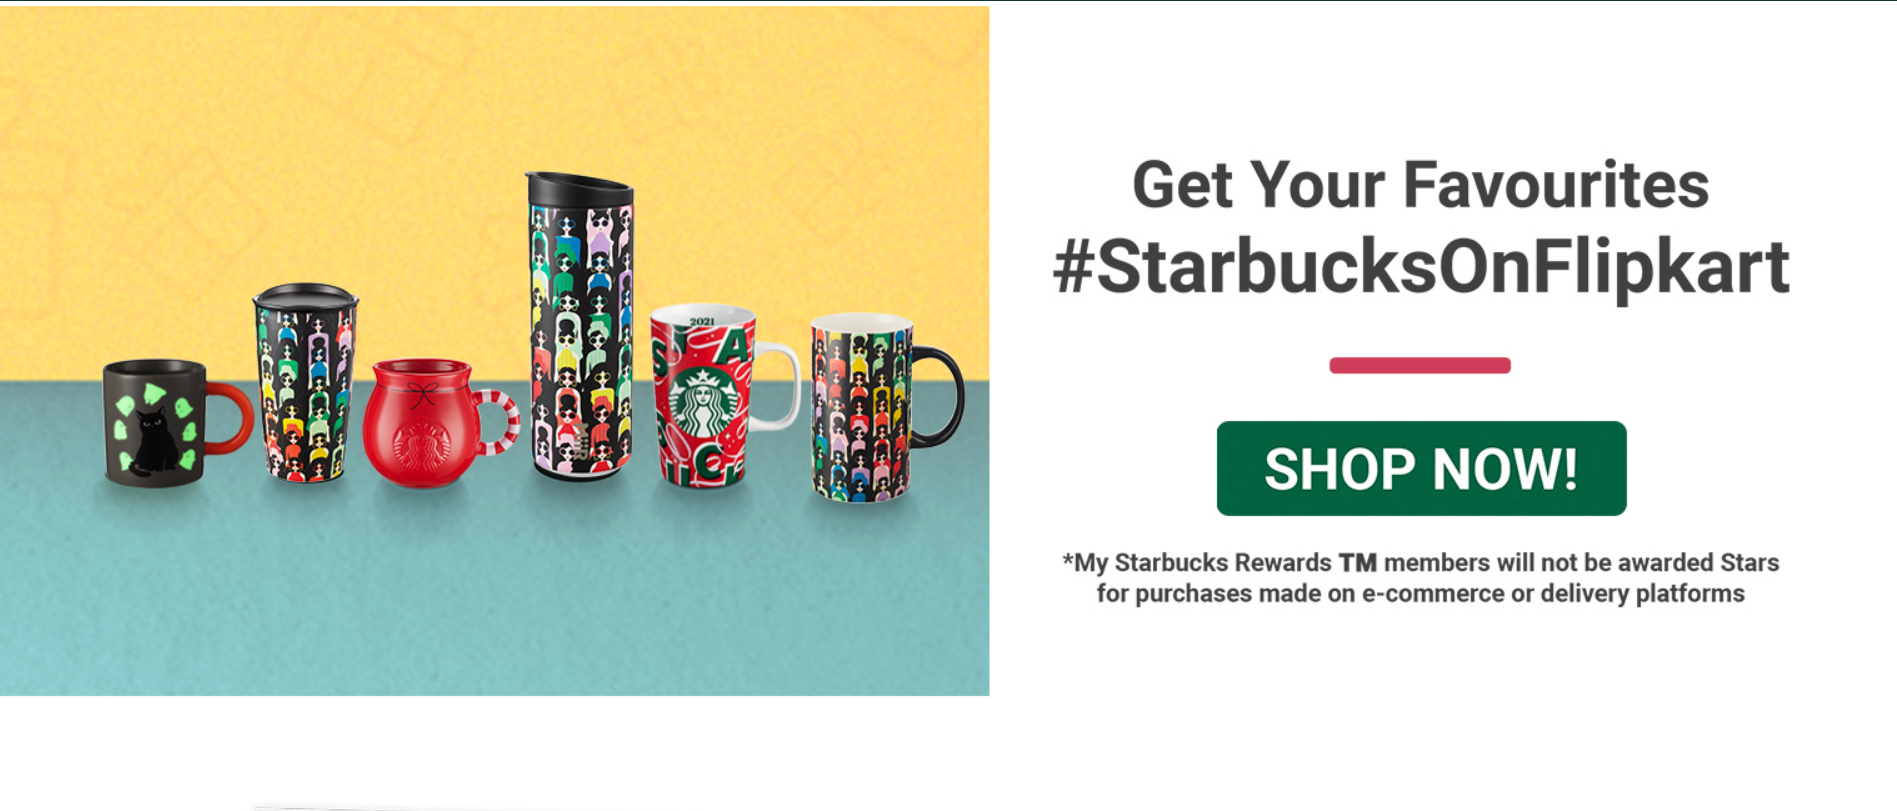 2021
Get Your Favourites
#StarbucksOnFlipkart
SHOP NOW!
*My Starbucks Rewards TM members will not be awarded Stars
for purchases made on e-commerce or delivery platforms